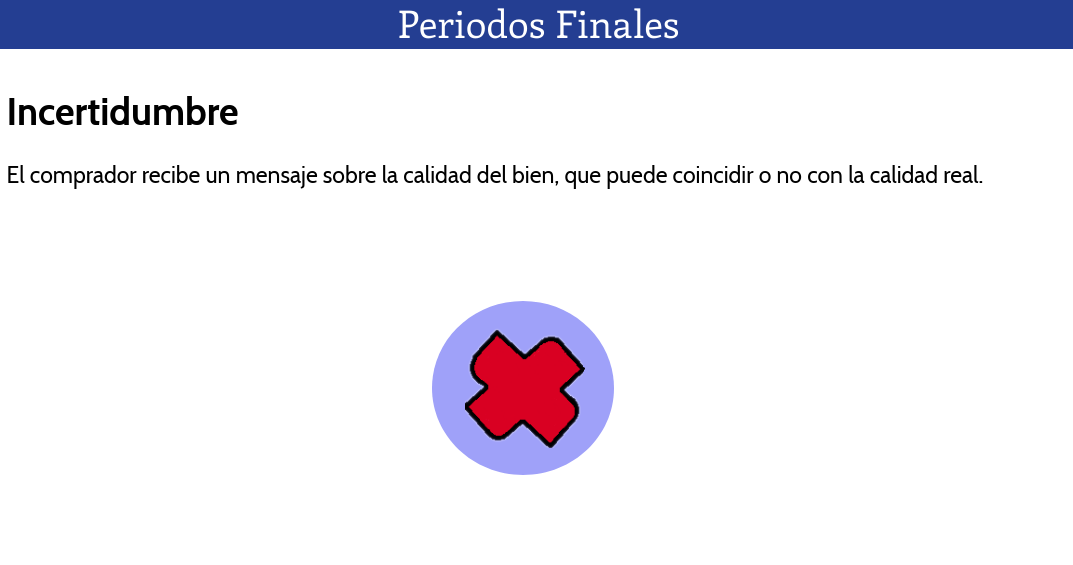 Periodos Finales
Incertidumbre
El comprador recibe un mensaje sobre la calidad del bien, que puede coincidir o no con la calidad real.